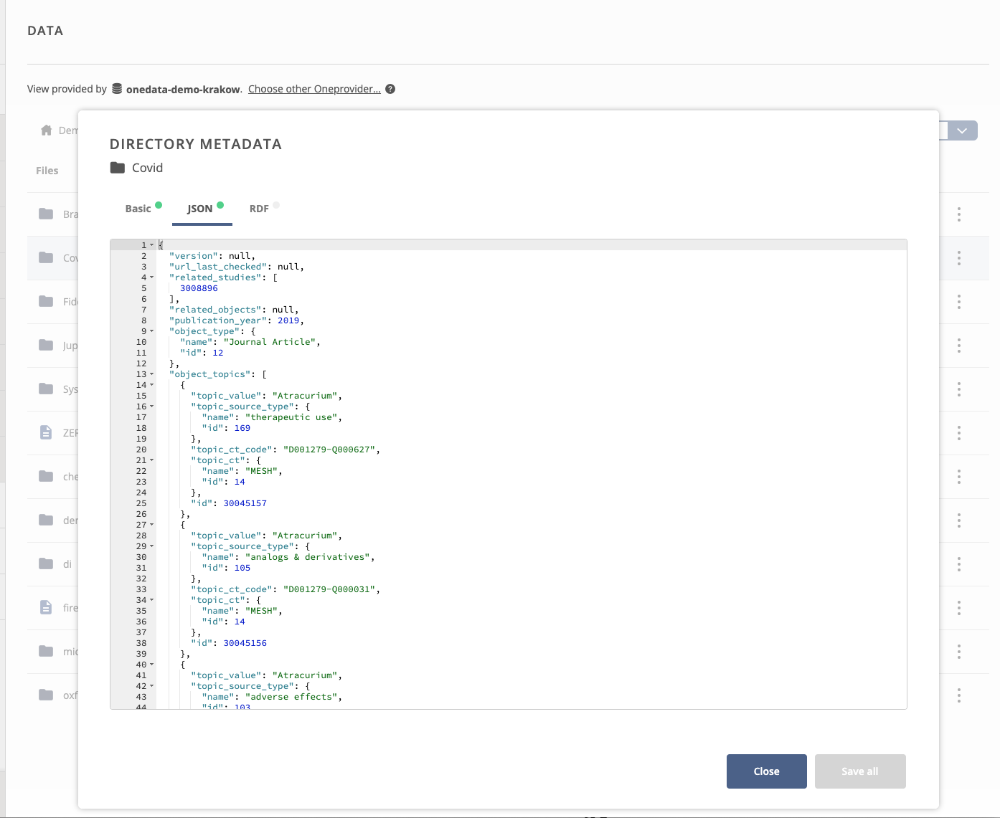 DATA
View provided by onedata-demo-krakow. Choose other Oneprovider... ?
Dem
DIRECTORY METADATA
Covid
Files
Basic JSON RDF
Bra
Cov
Fid
Jup
Sys
ZER
che
der
di
fire
mic
oxf
1 {
2 "version": null,
3 "url_last_checked": null,
4 "related_studies": [
5 3008896
6 ],
7 "related_objects": null,
8 "publication_year": 2019,
9 "object_type": {
10 "name": "Journal Article",
11 "id": 12
12 },
13 "object_topics": [
14 {
15 "topic_value": "Atracurium",
16 "topic_source_type": {
17 "name": "therapeutic use",
18 "id": 169
19 },
20 "topic_ct_code": "D001279-Q000627",
21 "topic_ct": {
22 "name": "MESH",
23 "id": 14
24 },
25 "id": 30045157
26 },
27 {
28 "topic_value": "Atracurium",
29 "topic_source_type": {
30 "name": "analogs & derivatives",
31 "id": 105
32 },
33 "topic_ct_code": "D001279-Q000031",
34 "topic_ct": {
35 "name": "MESH",
36 "id": 14
37 },
38 "id": 30045156
39 },
40 {
41 "topic_value": "Atracurium",
42 "topic_source_type": {
43 "name": "adverse effects",
44 "id": 103
Close Save all